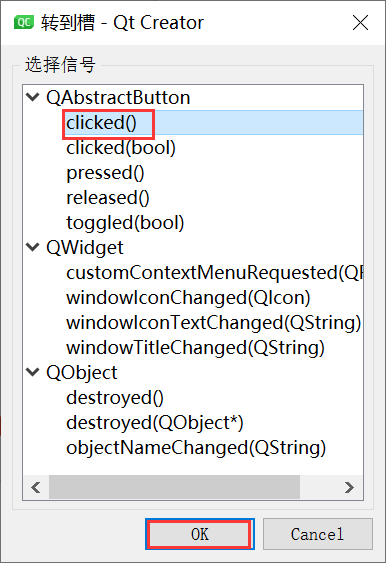 QC 转到槽 - Qt Creator
选择信号
QAbstractButton
clicked()
clicked(bool)
pressed()
released()
toggled(bool)
QWidget
customContextMenuRequested(QP
windowIconChanged(QIcon)
windowIconTextChanged(QString)
windowTitleChanged(QString)
QObject
destroyed()
destroyed(QObject*)
objectNameChanged(QString)
OK Cancel